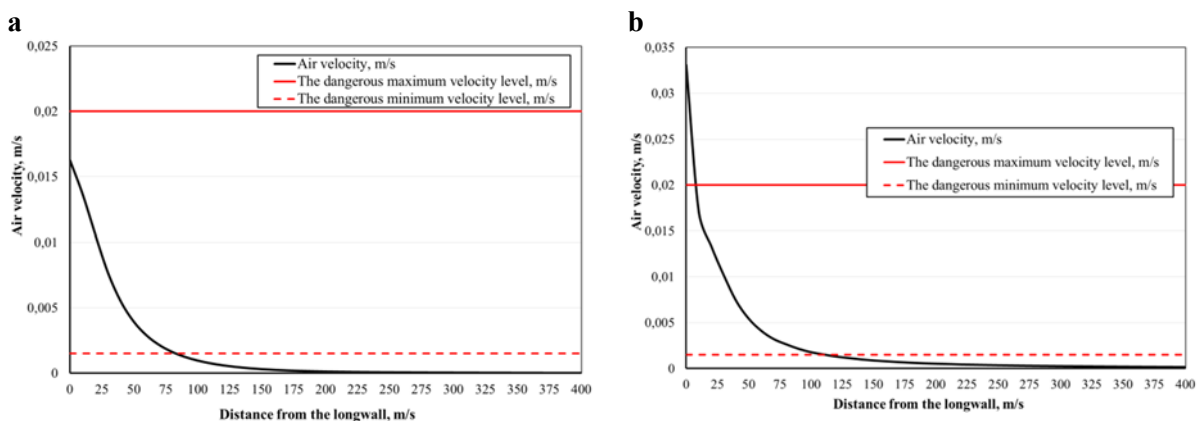 a
0,025
0,02
0,015
0,01
0,005
0
Air velocity, m/s
Air velocity, m/s
The dangerous maximum velocity level, m/s
The dangerous minimum velocity level, m/s
0 25 50 75 100 125 150 175 200 225 250 275 300 325 350 375 400
Distance from the longwall, m/s
b
0,035
0,03
0,025
0,02
0,015
0,01
0,005
0
Air velocity, m/s
Air velocity, m/s
The dangerous maximum velocity level, m/s
The dangerous minimum velocity level, m/s
0 25 50 75 100 125 150 175 200 225 250 275 300 325 350 375 400
Distance from the longwall, m/s